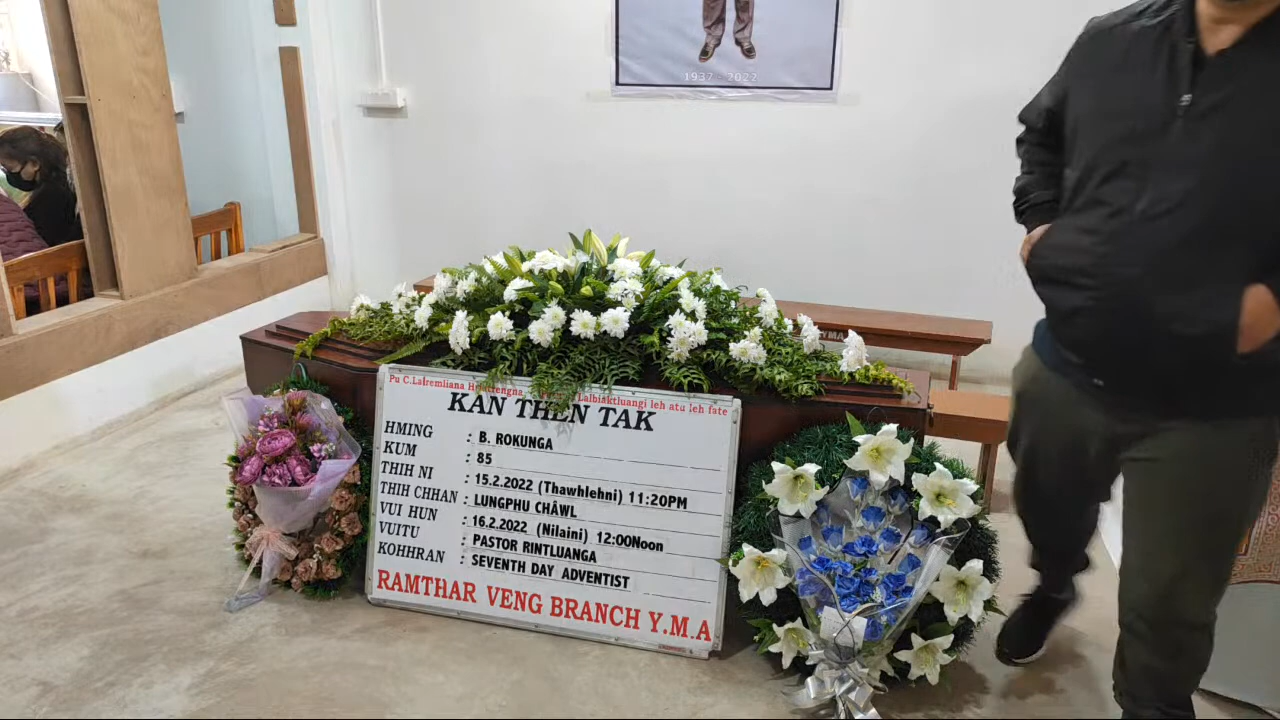 1937 - 2022
YMA
KAN THEN TAK
HMING : B. ROKUNGA
KUM : 85
THIH NI : 15.2.2022 (Thawhlehni) 11:20PM
THIH CHHAN : LUNGPHU CHÂWL
VUI HUN : 16.2.2022 (Nilaini) 12:00Noon
VUITU : PASTOR RINTLUANGA
KOHHRAN : SEVENTH DAY ADVENTIST
RAMTHAR VENG BRANCH Y.M.A
Pu C.Lalremliana Lalbiaktluangi leh atu leh fate